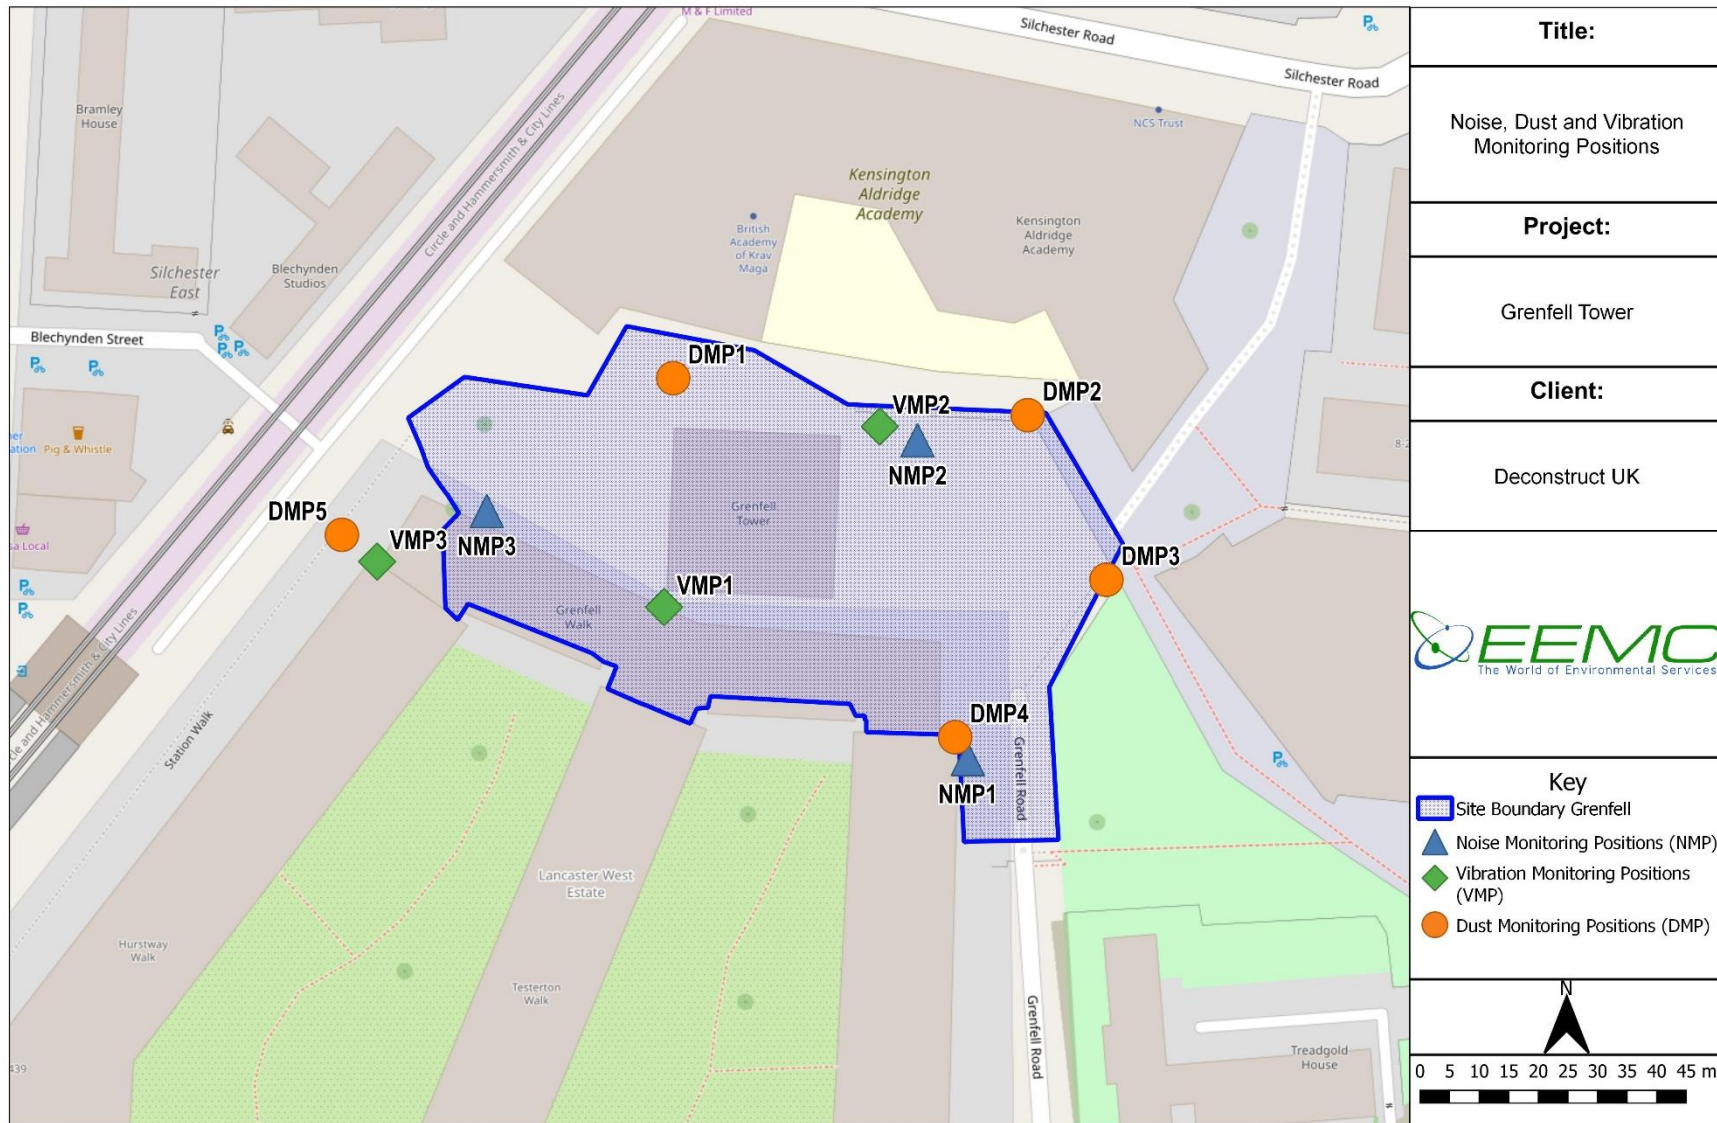 M & F Limited
Silchester Road
Silchester Road
Bramley
House
NCS Trust
Circle and Hammersmith & City Lines
Kensington
Aldridge
Academy
British
Academy
of Krav
Maga
Kensington
Aldridge
Academy
Silchester
East
Blechynden
Studios
Blechynden Street
Pig & Whistle
DMP1
DMP2
VMP2
NMP2
DMP5
VMP3
NMP3
Grenfell
Tower
DMP3
VMP1
Grenfell
Walk
DMP4
NMP1
Grenfell Road
Station Walk
Lancaster West
Estate
Hurstway
Walk
Testerton
Walk
Grenfell Road
Treadgold
House
439
Title:
Noise, Dust and Vibration
Monitoring Positions
Project:
Grenfell Tower
Client:
Deconstruct UK
EEMC
The World of Environmental Services
Key
Site Boundary Grenfell
Noise Monitoring Positions (NMP)
Vibration Monitoring Positions
(VMP)
Dust Monitoring Positions (DMP)
N
0 5 10 15 20 25 30 35 40 45 m